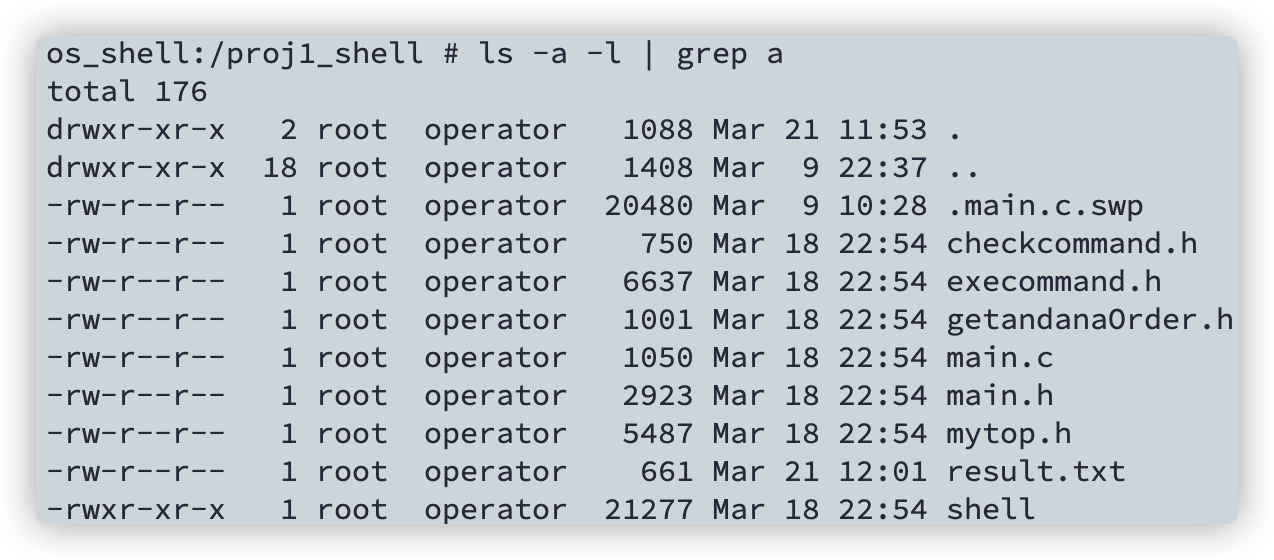 os_shell:/proj1_shell # ls -a -l | grep a
total 176
drwxr-xr-x   2 root  operator   1088 Mar 21 11:53 .
drwxr-xr-x  18 root  operator   1408 Mar  9 22:37 ..
-rw-r--r--   1 root  operator  20480 Mar  9 10:28 .main.c.swp
-rw-r--r--   1 root  operator    750 Mar 18 22:54 checkcommand.h
-rw-r--r--   1 root  operator   6637 Mar 18 22:54 execommand.h
-rw-r--r--   1 root  operator   1001 Mar 18 22:54 getandanaOrder.h
-rw-r--r--   1 root  operator   1050 Mar 18 22:54 main.c
-rw-r--r--   1 root  operator   2923 Mar 18 22:54 main.h
-rw-r--r--   1 root  operator   5487 Mar 18 22:54 mytop.h
-rw-r--r--   1 root  operator    661 Mar 21 12:01 result.txt
-rwxr-xr-x   1 root  operator  21277 Mar 18 22:54 shell